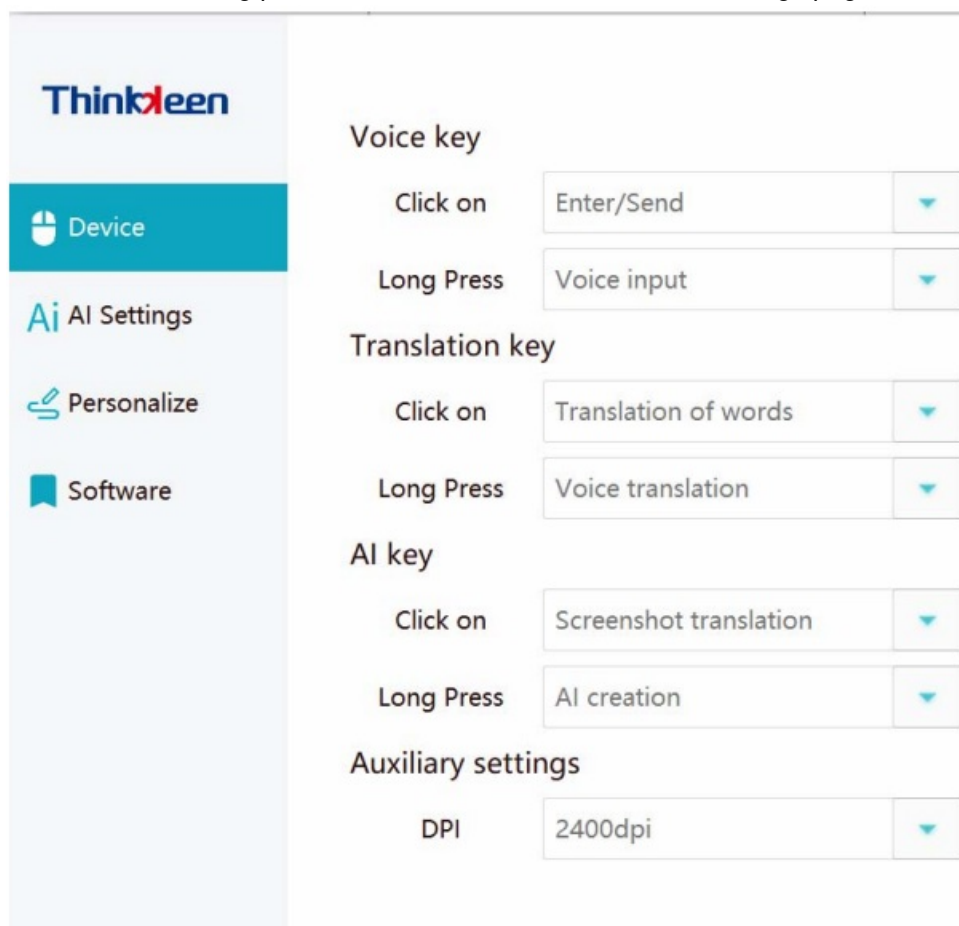 Thinkkeen
Device
Ai AI Settings
Personalize
Software
Voice key
Click on Enter/Send
Long Press Voice input
Translation key
Click on Translation of words
Long Press Voice translation
AI key
Click on Screenshot translation
Long Press AI creation
Auxiliary settings
DPI 2400dpi